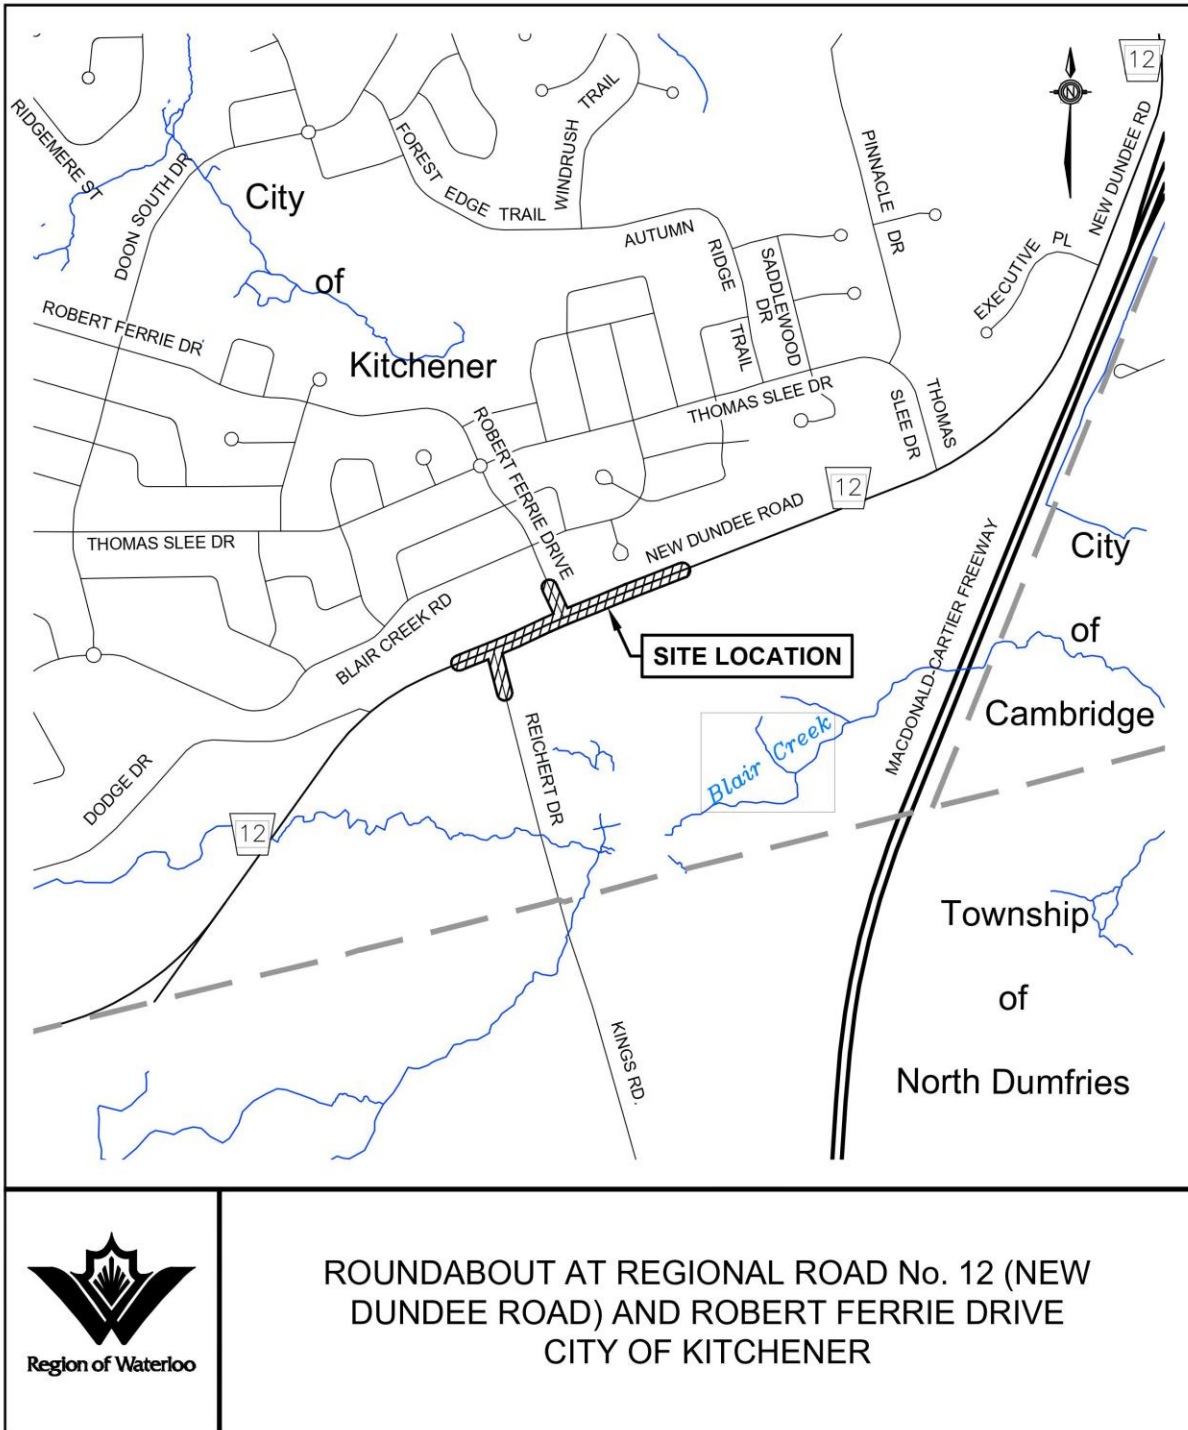 12
NEW DUNDEE RD
N
RIDGEMERE ST
DOON SOUTH DR
FOREST EDGE TRAIL
WINDRUSH TRAIL
PINNACLE DR
EXECUTIVE PL
City
of
Kitchener
AUTUMN RIDGE TRAIL
SADDLEWOOD DR
ROBERT FERRIE DR
THOMAS SLEE DR
THOMAS SLEE DR
ROBERT FERRIE DRIVE
12
NEW DUNDEE ROAD
THOMAS SLEE DR
BLAIR CREEK RD
SITE LOCATION
MACDONALD-CARTIER FREEWAY
City
of
Cambridge
Blair Creek
REICHERT DR
DODGE DR
12
Township
of
North Dumfries
KINGS RD.
Region of Waterloo
ROUNDABOUT AT REGIONAL ROAD No. 12 (NEW
DUNDEE ROAD) AND ROBERT FERRIE DRIVE
CITY OF KITCHENER